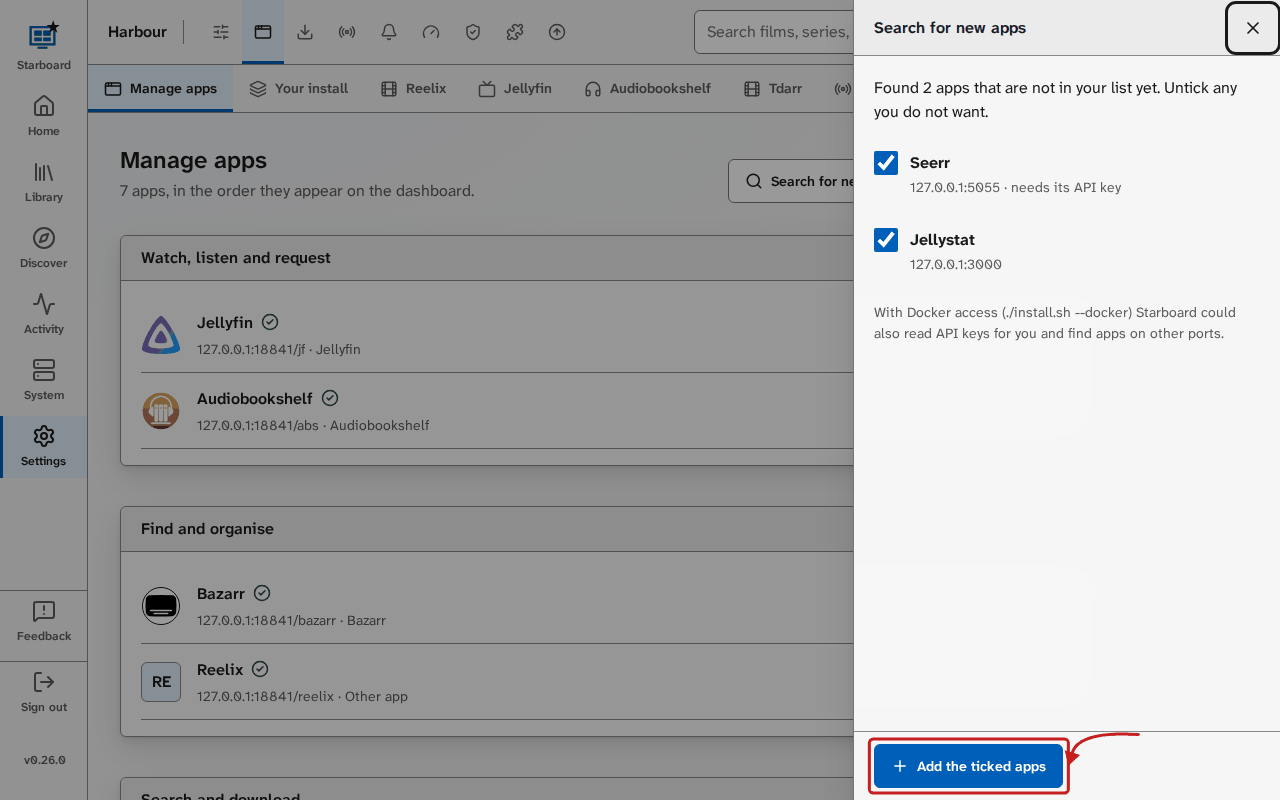 Starboard
Home
Library
Discover
Activity
System
Settings
Feedback
Sign out
v0.26.0
Harbour
Search films, series,
Manage apps
Your install
Reelix
Jellyfin
Audiobookshelf
Tdarr
Manage apps
7 apps, in the order they appear on the dashboard.
Search for ne
Watch, listen and request
Jellyfin
127.0.0.1:18841/jf · Jellyfin
Audiobookshelf
127.0.0.1:18841/abs · Audiobookshelf
Find and organise
Bazarr
127.0.0.1:18841/bazarr · Bazarr
RE
Reelix
127.0.0.1:18841/reelix · Other app
Search and download
Search for new apps
Found 2 apps that are not in your list yet. Untick any
you do not want.
Seerr
127.0.0.1:5055 · needs its API key
Jellystat
127.0.0.1:3000
With Docker access (./install.sh --docker) Starboard could
also read API keys for you and find apps on other ports.
Add the ticked apps